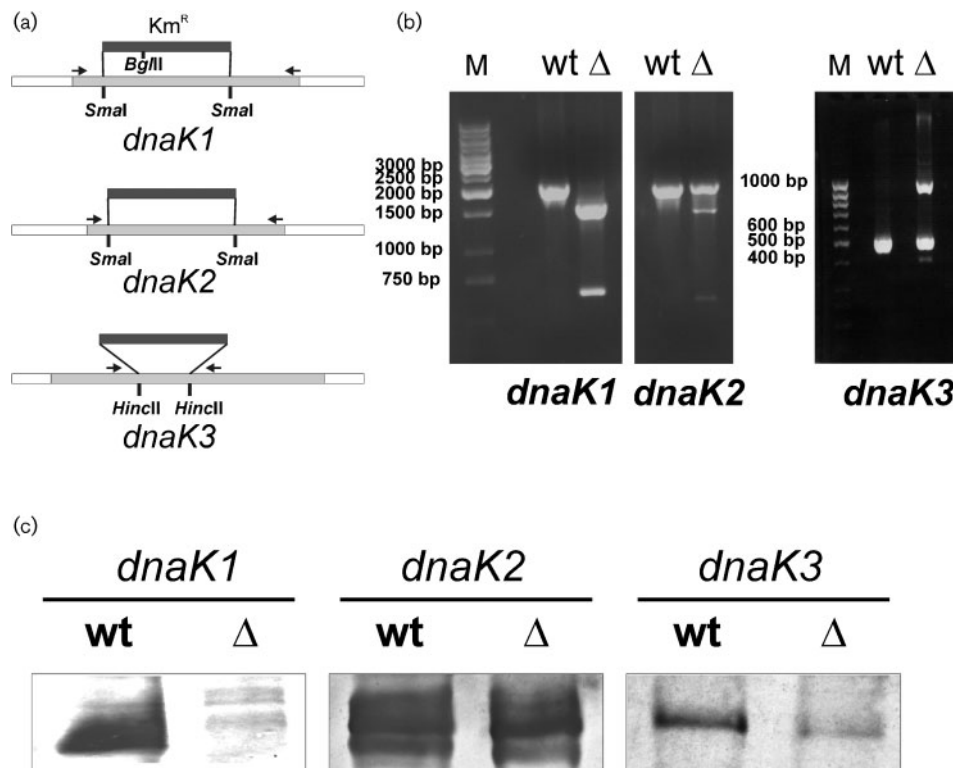 (a)
Km^R
BglII
SmaI SmaI
dnaK1
SmaI SmaI
dnaK2
HincII HincII
dnaK3
(b)
M wt Δ wt Δ
3000 bp
2500 bp
2000 bp
1500 bp
1000 bp
750 bp
dnaK1 dnaK2
M wt Δ
1000 bp
600 bp
500 bp
400 bp
dnaK3
(c)
dnaK1 dnaK2 dnaK3
wt Δ wt Δ wt Δ